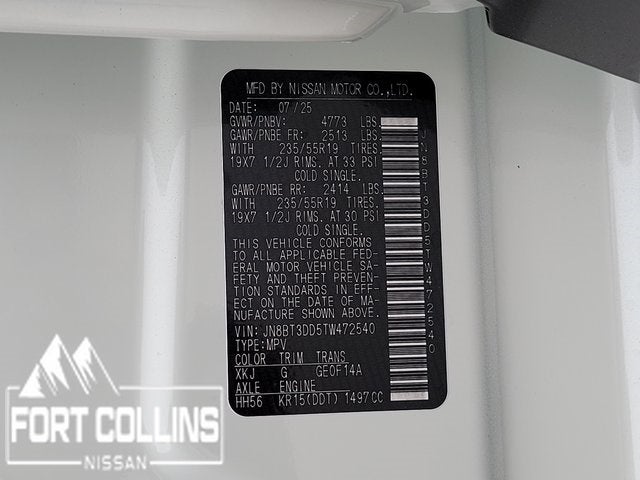 MFD BY NISSAN MOTOR CO.,LTD.
DATE: 07/25
GVWR/PNBV: 4773 LBS
GAWR/PNBE FR: 2513 LBS
WITH 235/55R19 TIRES.
19X7 1/2J RIMS. AT 33 PSI
COLD SINGLE.
GAWR/PNBE RR: 2414 LBS.
WITH 235/55R19 TIRES.
19X7 1/2J RIMS. AT 30 PSI
COLD SINGLE.
THIS VEHICLE CONFORMS
TO ALL APPLICABLE FED-
ERAL MOTOR VEHICLE SA-
FETY AND THEFT PREVEN-
TION STANDARDS IN EFF-
ECT ON THE DATE OF MA-
NUFACTURE SHOWN ABOVE.
VIN: JN8BT3DD5TW472540
TYPE:MPV
COLOR TRIM TRANS
XKJ G GE0F14A
AXLE ENGINE
HH56 KR15(DDT) 1497CC
JN8BT3DD5TW472540
FORT COLLINS
NISSAN